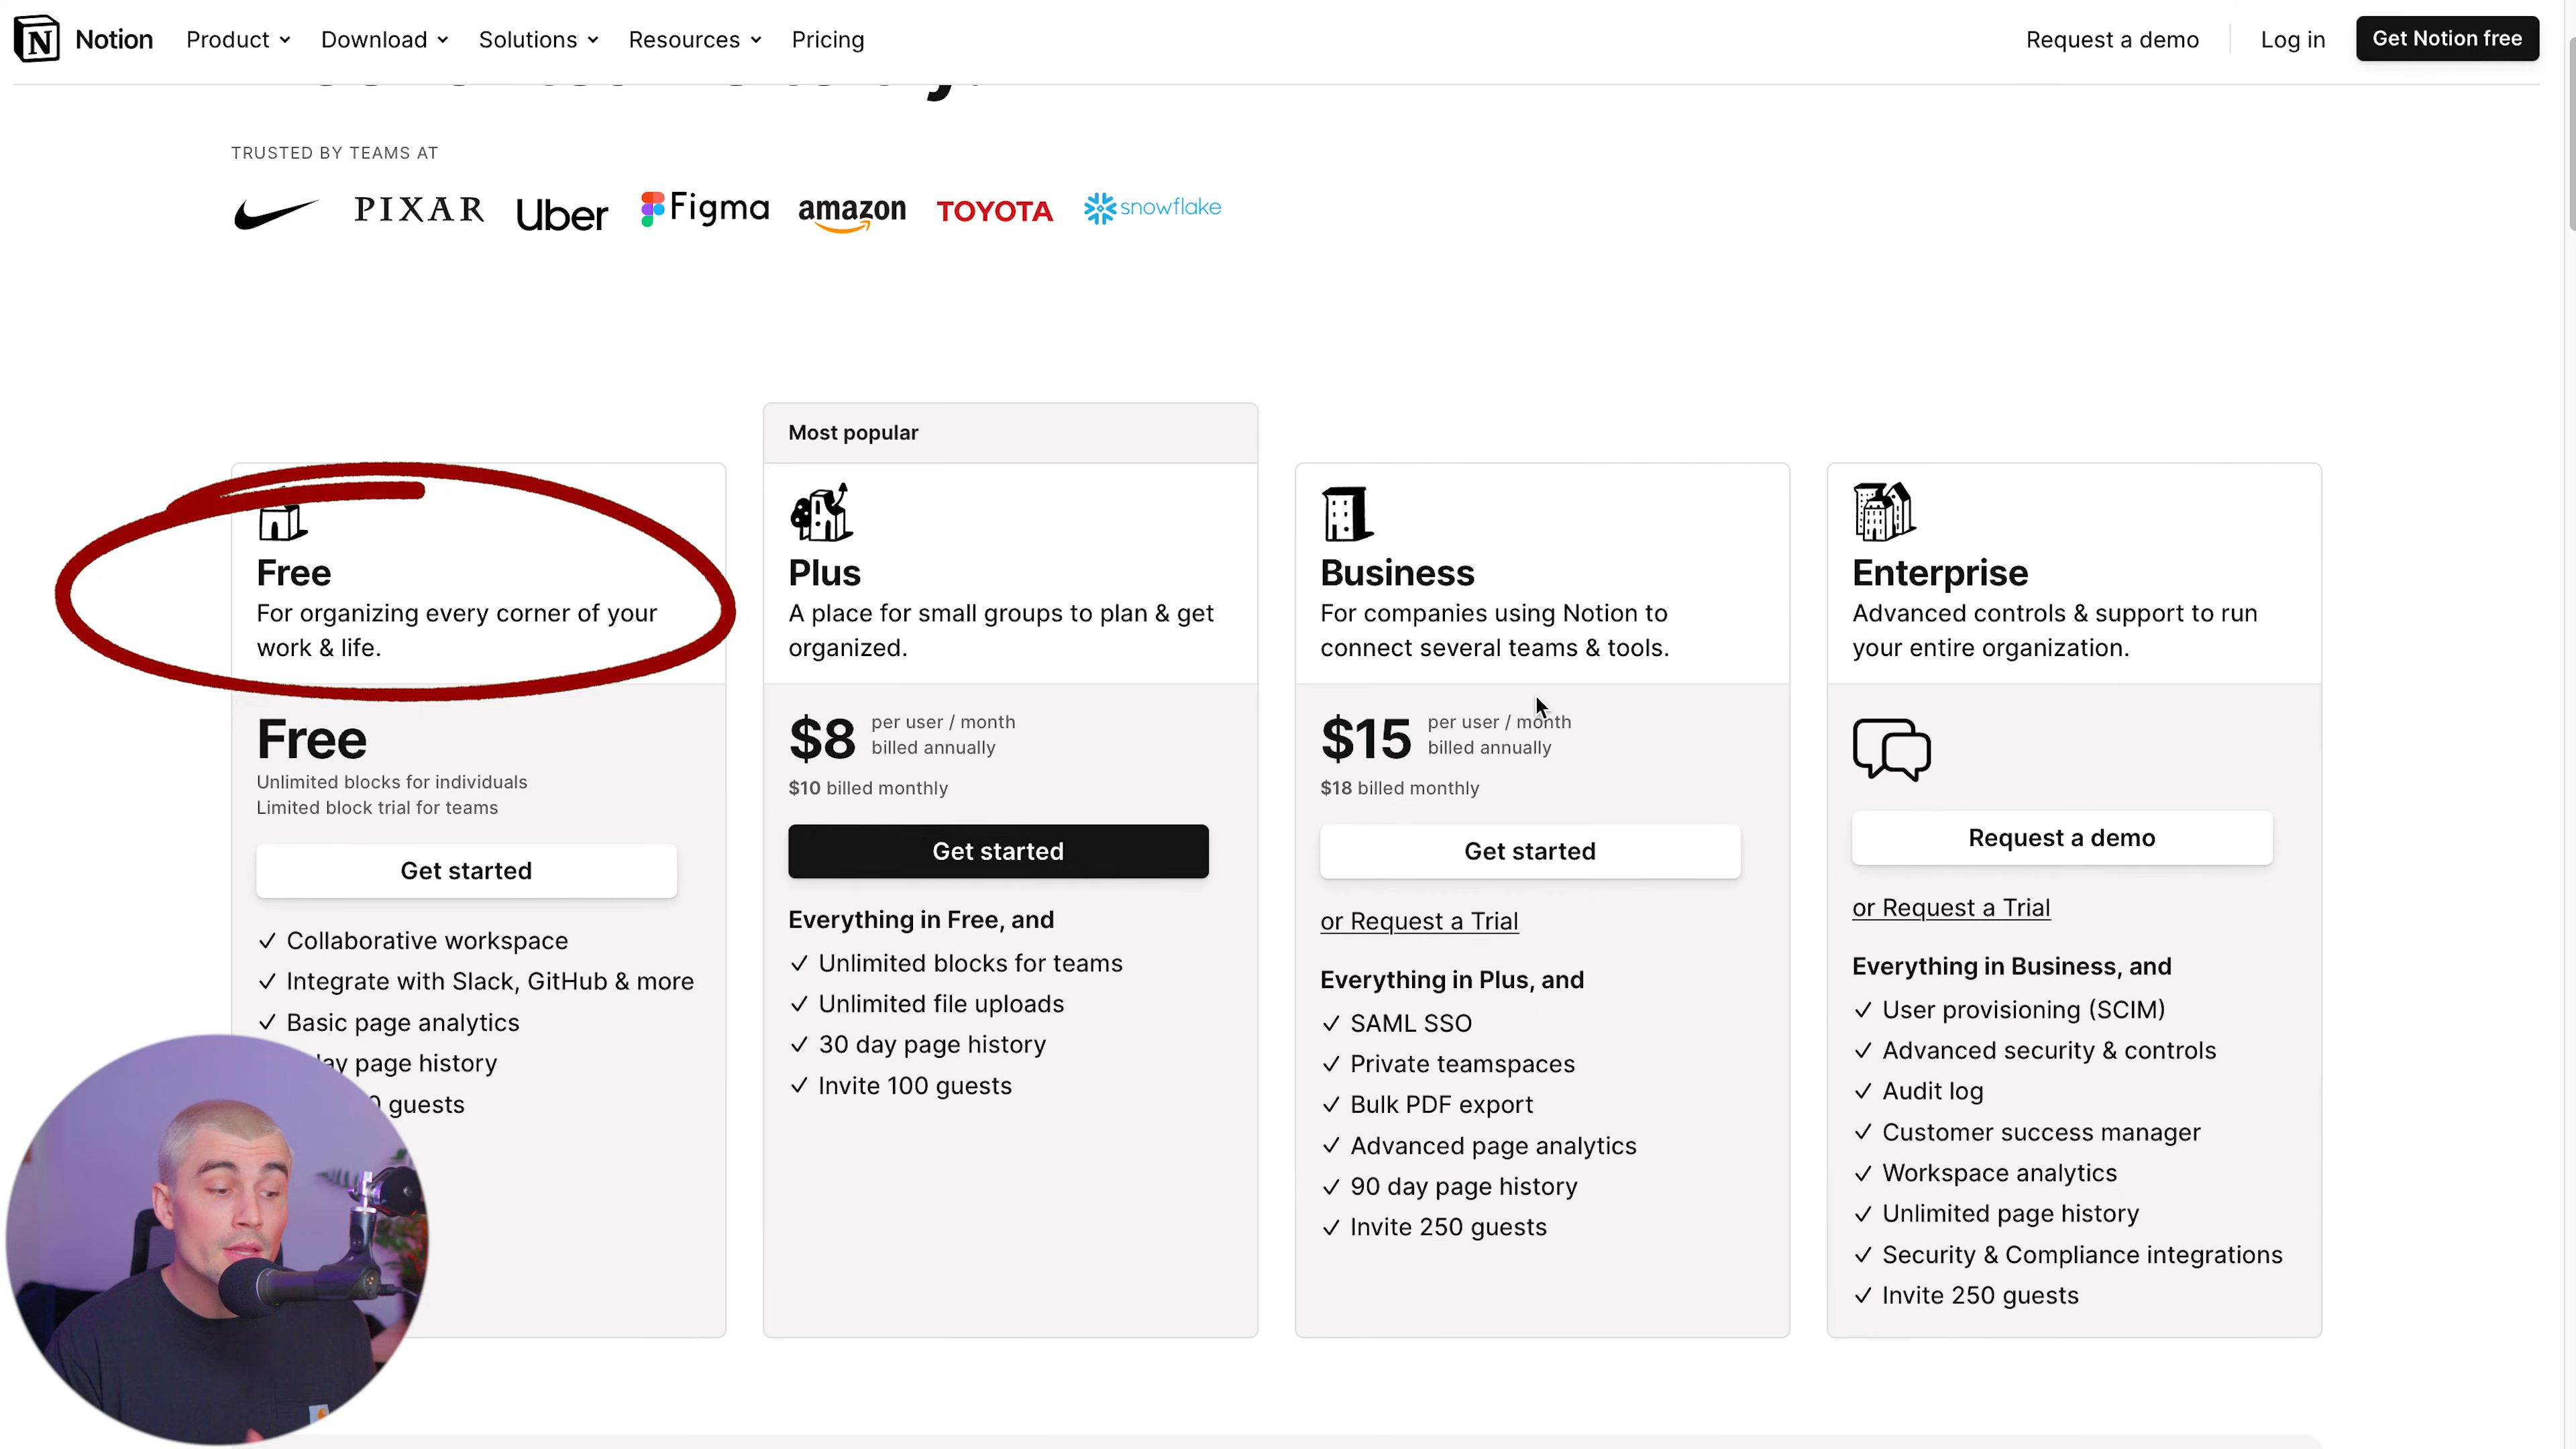 Notion
Product
Download
Solutions
Resources
Pricing
Request a demo
Log in
Get Notion free
TRUSTED BY TEAMS AT
PIXAR
Uber
Figma
amazon
TOYOTA
snowflake
Free
For organizing every corner of your
work & life.
Free
Unlimited blocks for individuals
Limited block trial for teams
Get started
Collaborative workspace
Integrate with Slack, GitHub & more
Basic page analytics
page history
guests
Most popular
Plus
A place for small groups to plan & get
organized.
$8
per user / month
billed annually
$10 billed monthly
Get started
Everything in Free, and
Unlimited blocks for teams
Unlimited file uploads
30 day page history
Invite 100 guests
Business
For companies using Notion to
connect several teams & tools.
$15
per user / month
billed annually
$18 billed monthly
Get started
or Request a Trial
Everything in Plus, and
SAML SSO
Private teamspaces
Bulk PDF export
Advanced page analytics
90 day page history
Invite 250 guests
Enterprise
Advanced controls & support to run
your entire organization.
Request a demo
or Request a Trial
Everything in Business, and
User provisioning (SCIM)
Advanced security & controls
Audit log
Customer success manager
Workspace analytics
Unlimited page history
Security & Compliance integrations
Invite 250 guests